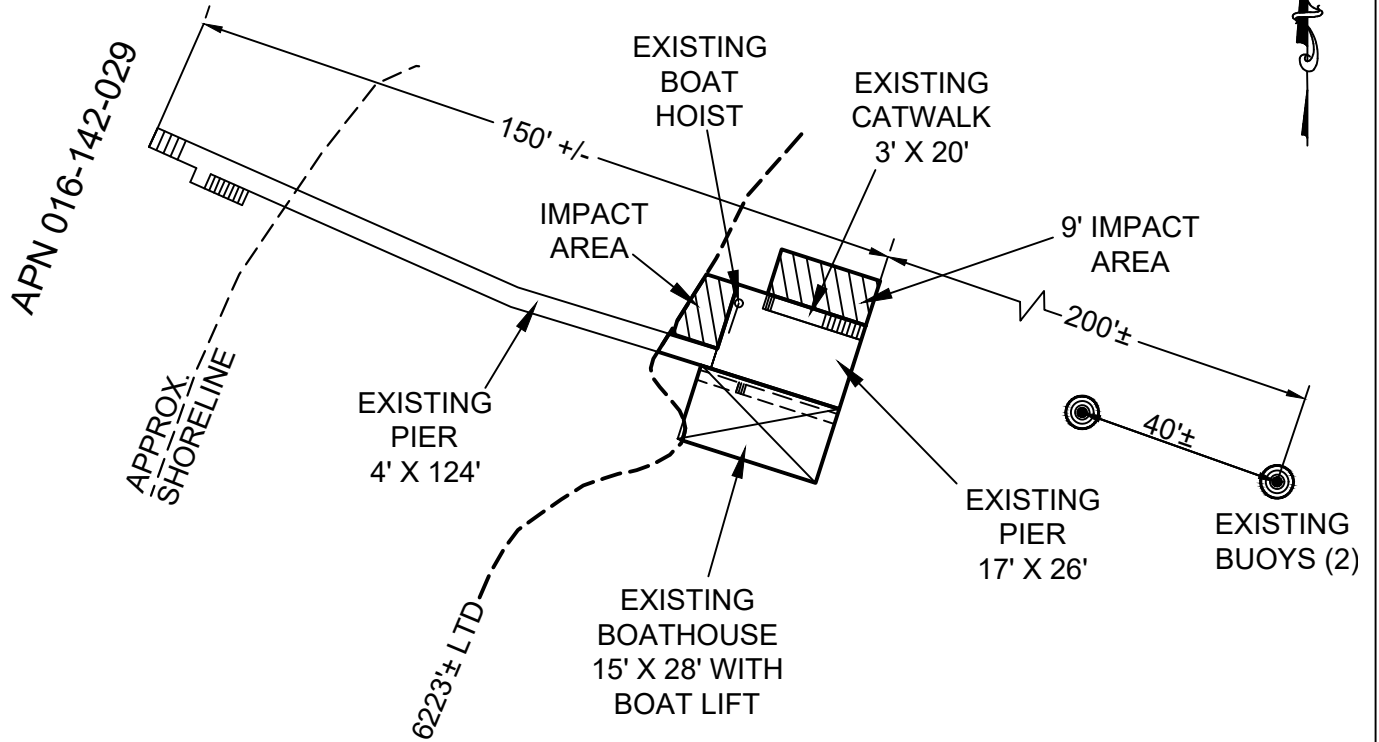 APN 016-142-029
150' +/-
EXISTING
BOAT
HOIST
EXISTING
CATWALK
3' X 20'
IMPACT
AREA
9' IMPACT
AREA
200'±
40'±
APPROX.
SHORELINE
EXISTING
PIER
4' X 124'
EXISTING
PIER
17' X 26'
EXISTING
BUOYS (2)
EXISTING
BOATHOUSE
15' X 28' WITH
BOAT LIFT
6223'± LTD